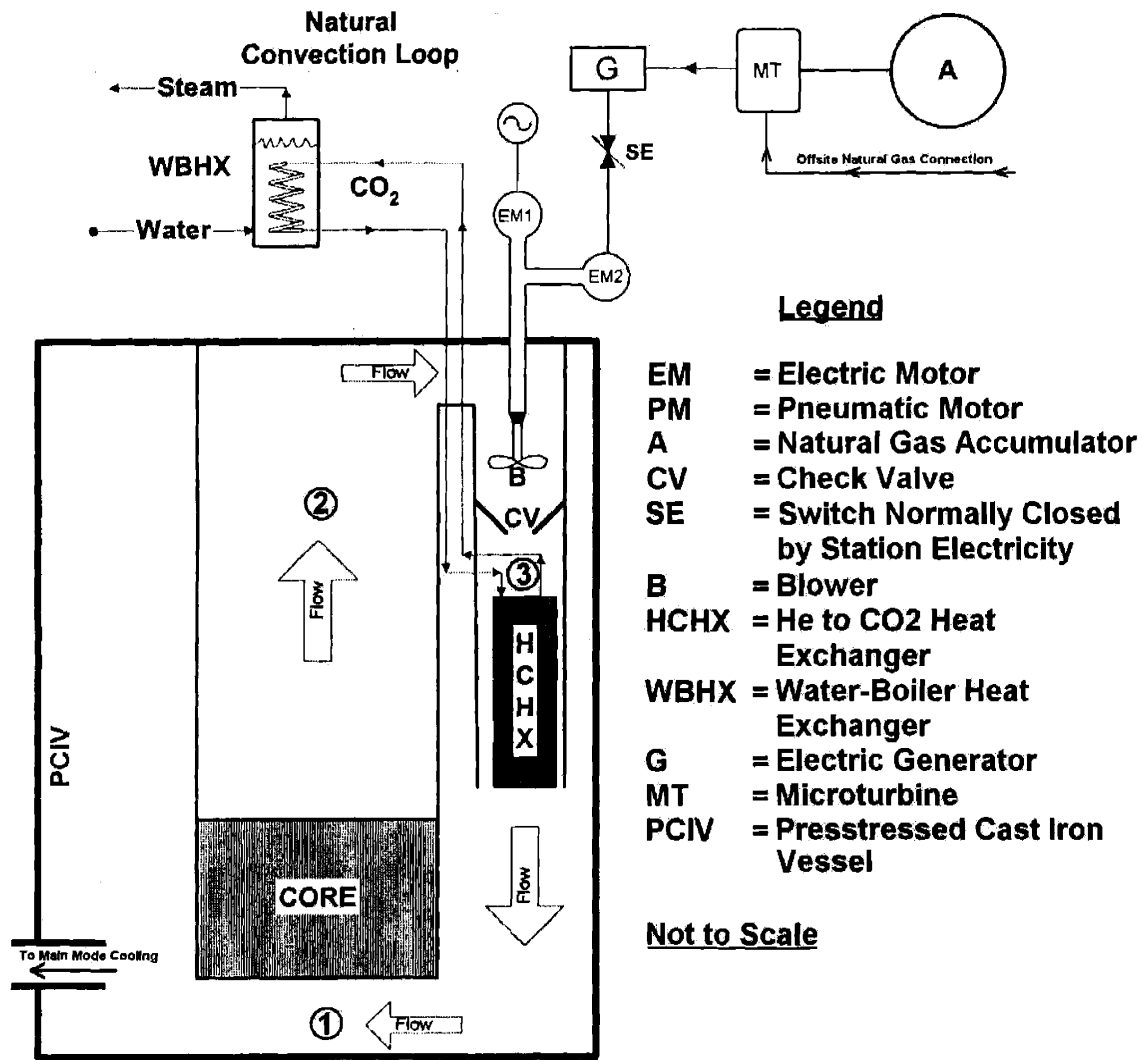 Natural
Convection Loop
Steam
WBHX
CO2
Water
EM1
EM2
SE
G
MT
A
Offsite Natural Gas Connection
Flow
B
CV
2
Flow
3
HCHX
PCIV
CORE
Flow
To Main Mode Cooling
1
Flow
Legend
EM = Electric Motor
PM = Pneumatic Motor
A = Natural Gas Accumulator
CV = Check Valve
SE = Switch Normally Closed
by Station Electricity
B = Blower
HCHX = He to CO2 Heat
Exchanger
WBHX = Water-Boiler Heat
Exchanger
G = Electric Generator
MT = Microturbine
PCIV = Presstressed Cast Iron
Vessel
Not to Scale